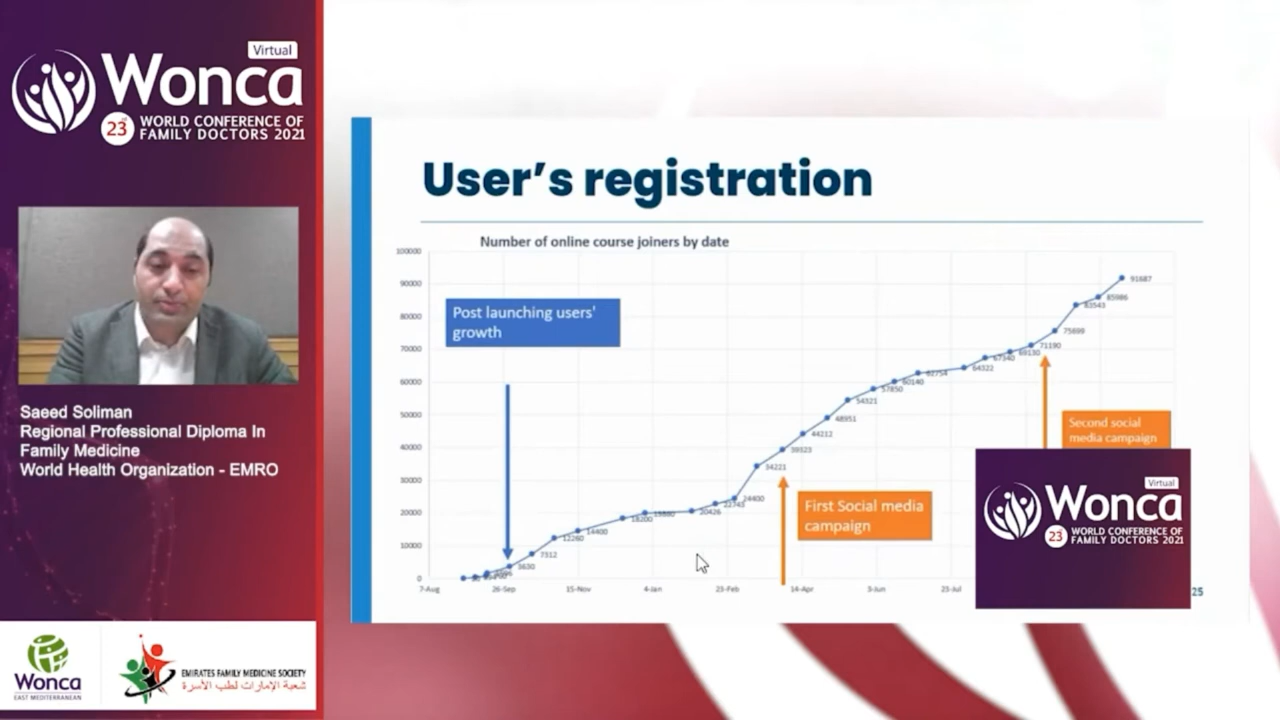 Virtual
Wonca
23rd WORLD CONFERENCE OF
FAMILY DOCTORS 2021
Saeed Soliman
Regional Professional Diploma In
Family Medicine
World Health Organization - EMRO
Wonca
EAST MEDITERRANEAN
EMIRATES FAMILY MEDICINE SOCIETY
شعبة الإمارات لطب الأسرة
User's registration
Number of online course joiners by date
100000
90000
80000
70000
60000
50000
40000
30000
20000
10000
0
7-Aug
26-Sep
15-Nov
4-Jan
23-Feb
14-Apr
3-Jun
23-Jul
Post launching users'
growth
3630
7312
12260
14400
18200
20426
22743
24400
34221
39323
44212
48951
54321
57850
60140
62754
64322
67340
69130
71190
75699
83543
85986
91687
First Social media
campaign
Second social
media campaign
Virtual
Wonca
23 WORLD CONFERENCE OF
FAMILY DOCTORS 2021
25